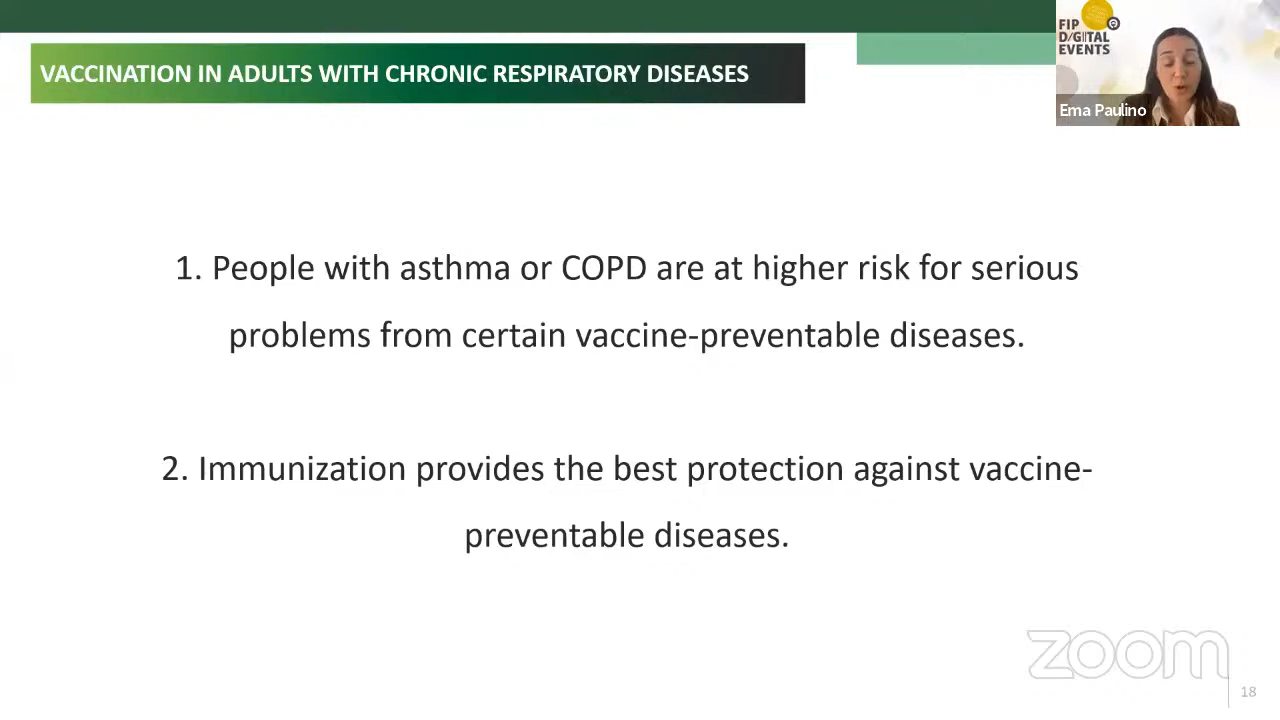 VACCINATION IN ADULTS WITH CHRONIC RESPIRATORY DISEASES
FIP
DIGITAL
EVENTS
Ema Paulino
1. People with asthma or COPD are at higher risk for serious
problems from certain vaccine-preventable diseases.
2. Immunization provides the best protection against vaccine-
preventable diseases.
zoom
18